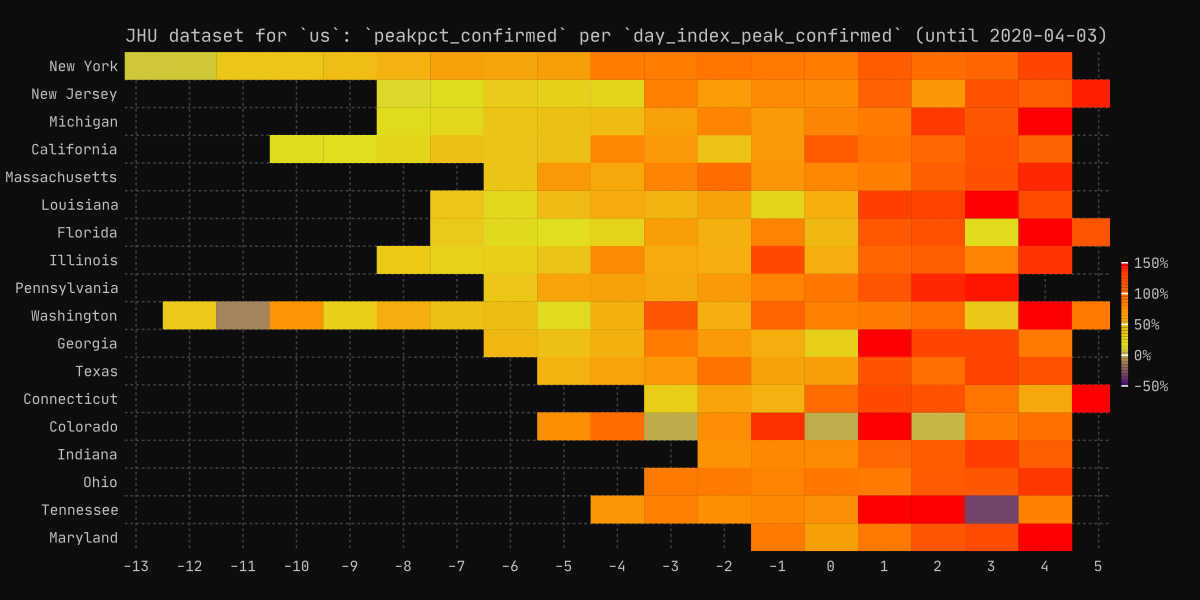 JHU dataset for `us`: `peakpct_confirmed` per `day_index_peak_confirmed` (until 2020-04-03)
New York
New Jersey
Michigan
California
Massachusetts
Louisiana
Florida
Illinois
Pennsylvania
Washington
Georgia
Texas
Connecticut
Colorado
Indiana
Ohio
Tennessee
Maryland
150%
100%
50%
0%
−50%
−13 −12 −11 −10 −9 −8 −7 −6 −5 −4 −3 −2 −1 0 1 2 3 4 5